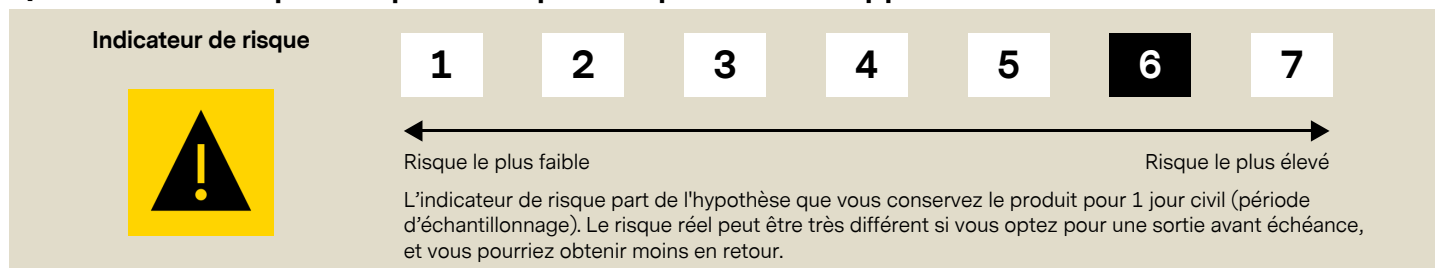 Indicateur de risque
1 2 3 4 5 6 7
Risque le plus faible Risque le plus élevé
L'indicateur de risque part de l'hypothèse que vous conservez le produit pour 1 jour civil (période
d'échantillonnage). Le risque réel peut être très différent si vous optez pour une sortie avant échéance,
et vous pourriez obtenir moins en retour.